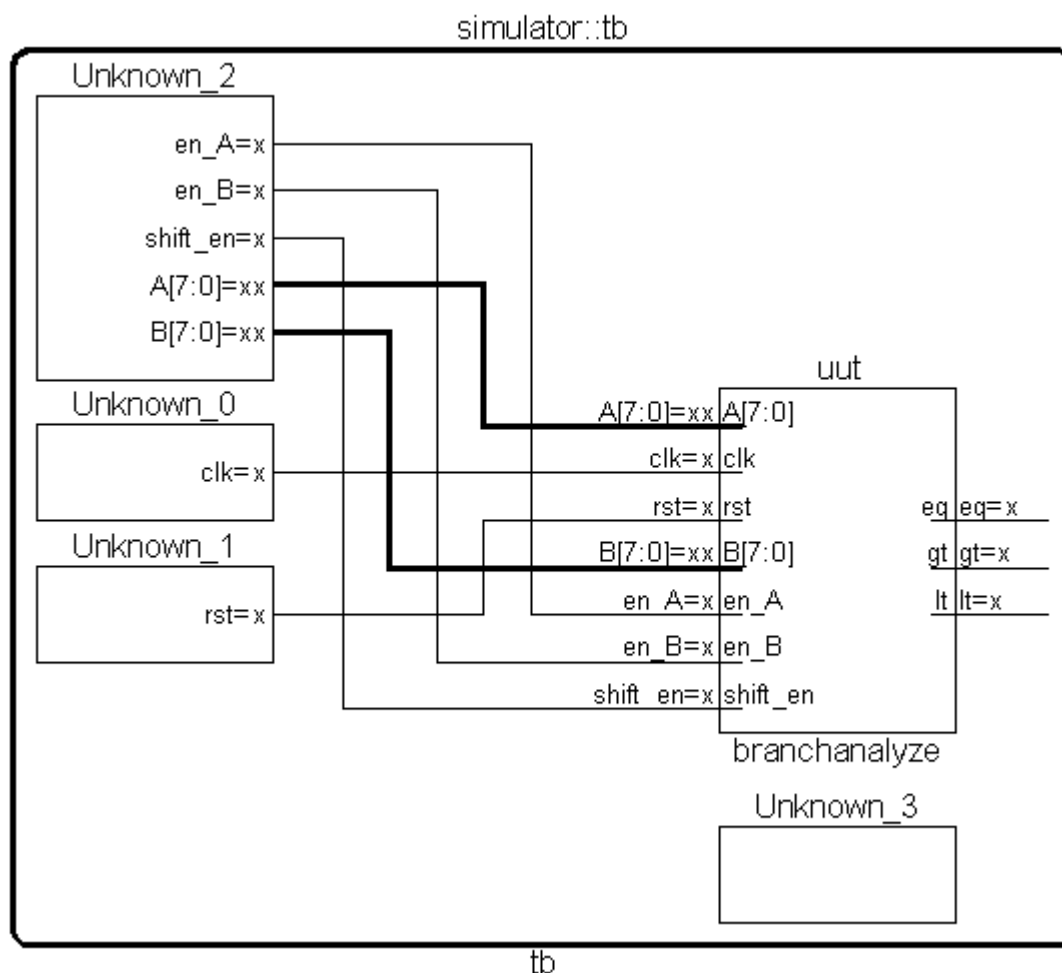 simulator::tb
Unknown_2
en_A=x
en_B=x
shift_en=x
A[7:0]=xx
B[7:0]=xx
Unknown_0
clk=x
Unknown_1
rst=x
uut
A[7:0]=xx A[7:0]
clk=x clk
rst=x rst
B[7:0]=xx B[7:0]
en_A=x en_A
en_B=x en_B
shift_en=x shift_en
eq eq=x
gt gt=x
lt lt=x
branchanalyze
Unknown_3
tb